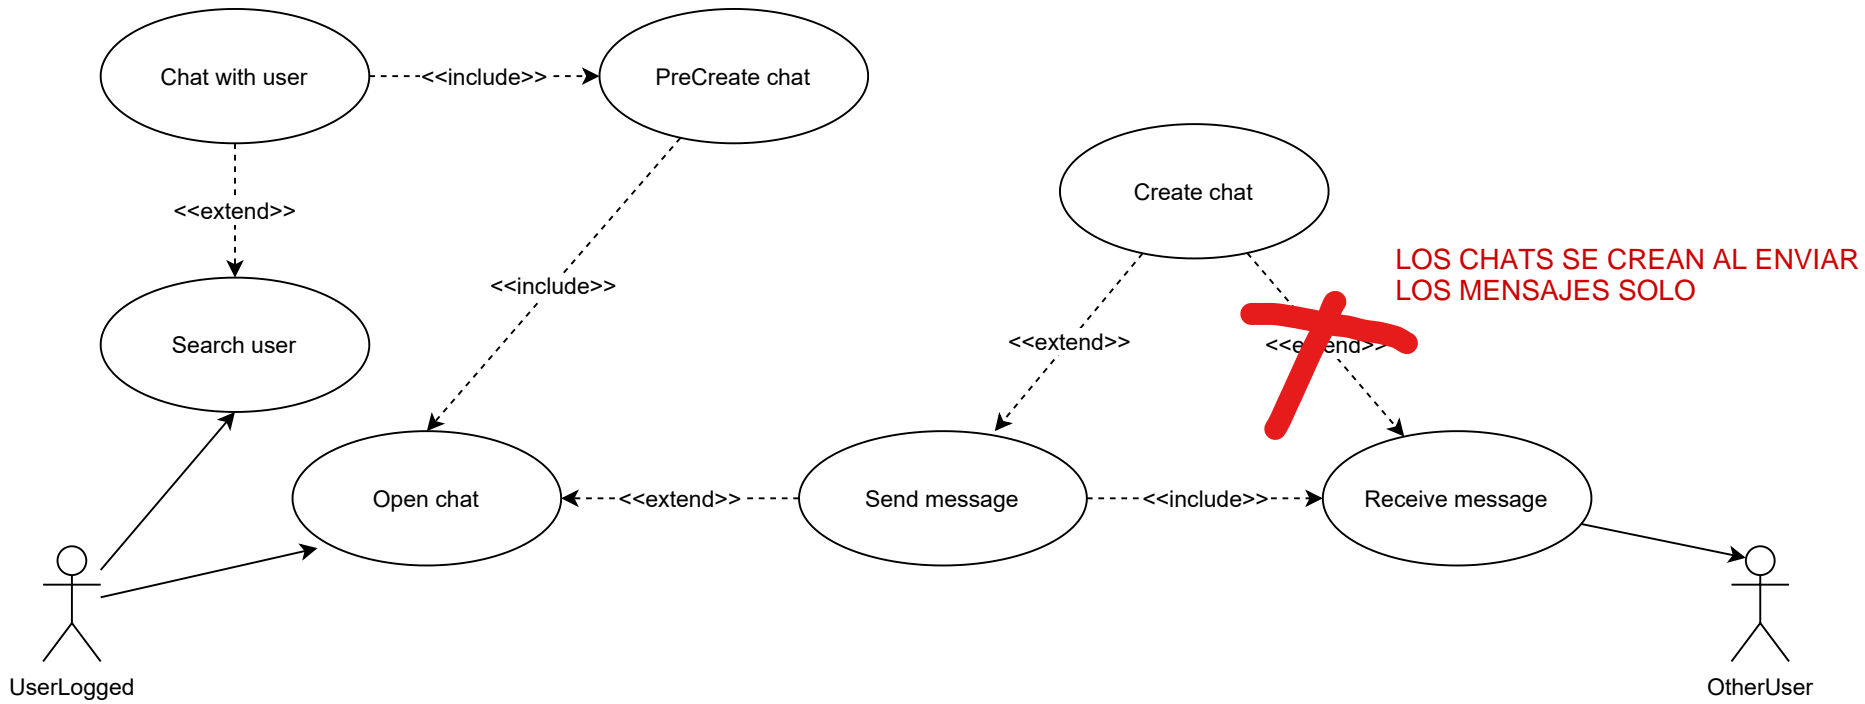 Chat with user
<<include>>
PreCreate chat
<<extend>>
Create chat
LOS CHATS SE CREAN AL ENVIAR
LOS MENSAJES SOLO
<<include>>
Search user
<<extend>>
<<extend>>
Open chat
<<extend>>
Send message
<<include>>
Receive message
UserLogged
OtherUser